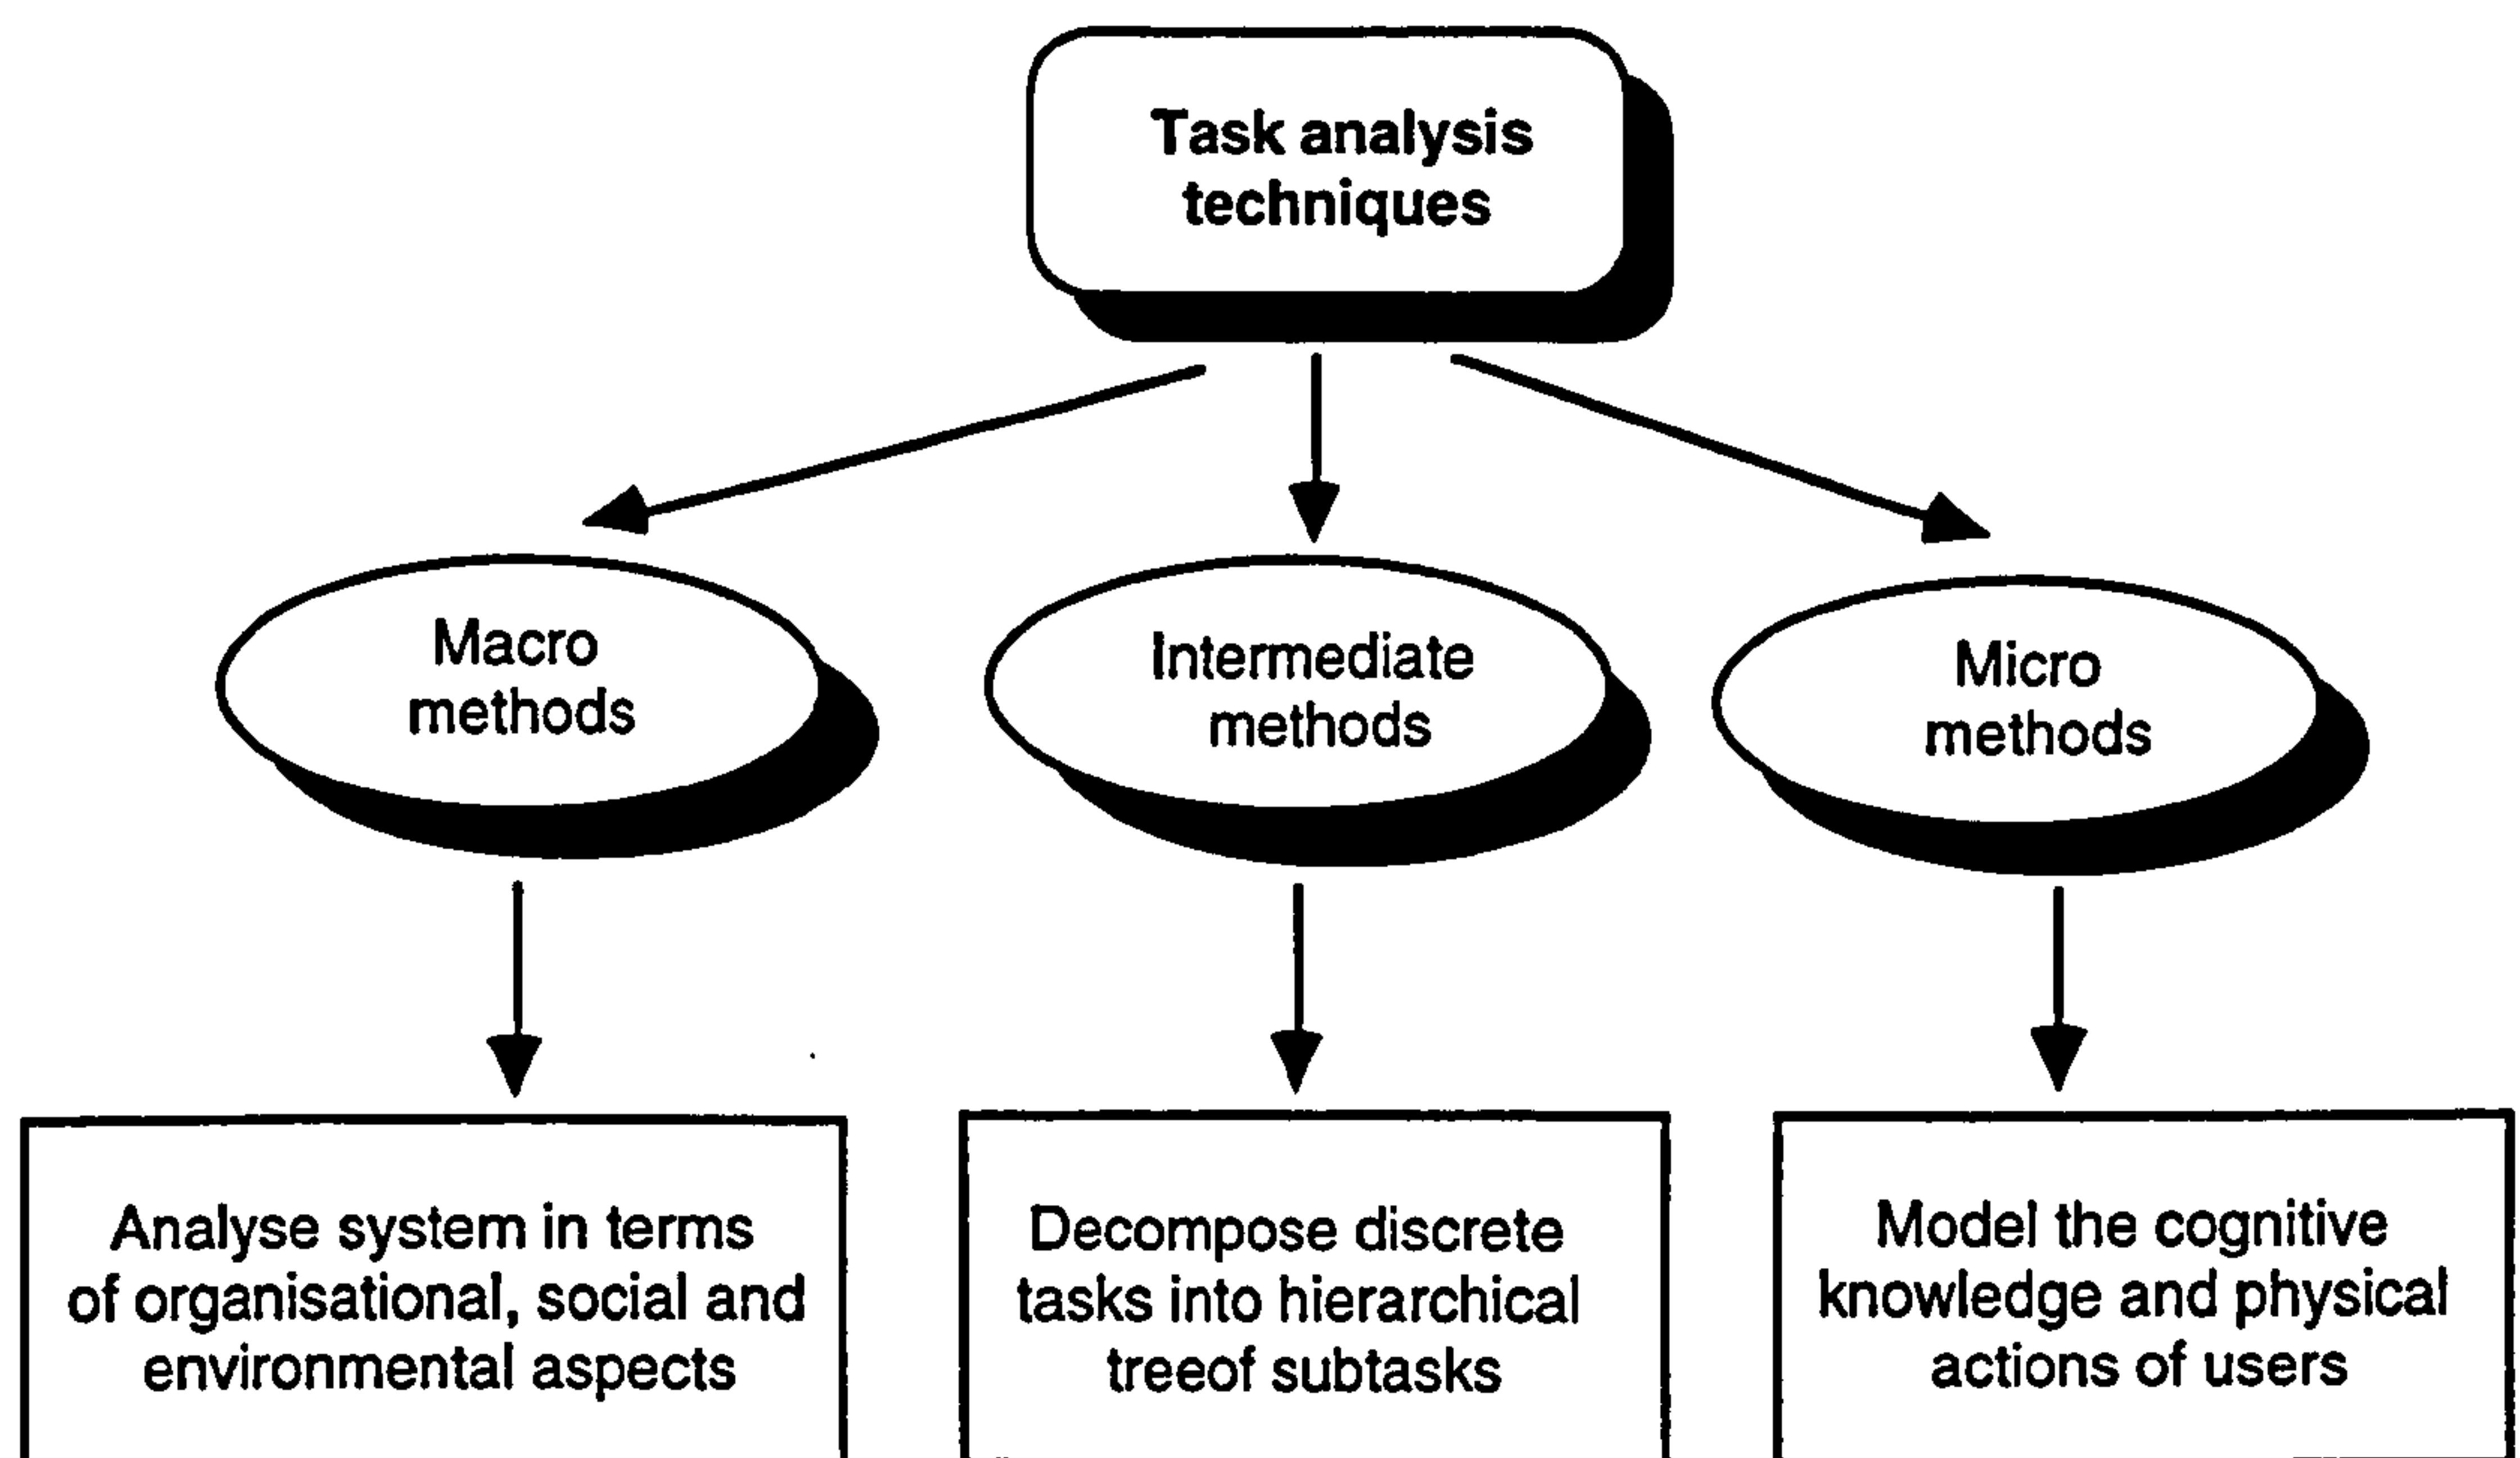 Task analysis
techniques
Macro
methods
Intermediate
methods
Micro
methods
Analyse system in terms
of organisational, social and
environmental aspects
Decompose discrete
tasks into hierarchical
treeof subtasks
Model the cognitive
knowledge and physical
actions of users